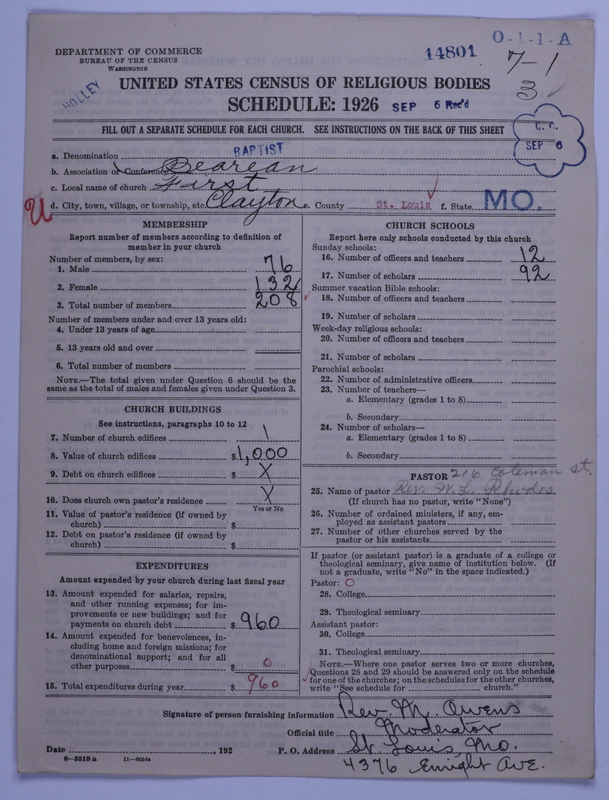 14801
O-1-1-A
7-1
3
DEPARTMENT OF COMMERCE
BUREAU OF THE CENSUS
WASHINGTON
HOLLEY
UNITED STATES CENSUS OF RELIGIOUS BODIES
SCHEDULE: 1926
SEP 6 Rec'd
FILL OUT A SEPARATE SCHEDULE FOR EACH CHURCH. SEE INSTRUCTIONS ON THE BACK OF THIS SHEET
SEP 6
a. Denomination BAPTIST
b. Association or Conference Bearean
c. Local name of church First
d. City, town, village, or township, etc. Clayton e. County St. Louis f. State MO.
MEMBERSHIP
Report number of members according to definition of
member in your church
Number of members, by sex:
1. Male 76
2. Female 132
3. Total number of members 208
Number of members under and over 13 years old:
4. Under 13 years of age
5. 13 years old and over
6. Total number of members
NOTE.—The total given under Question 6 should be the
same as the total of males and females given under Question 3.
CHURCH BUILDINGS
See instructions, paragraphs 10 to 12
7. Number of church edifices 1
8. Value of church edifices $1,000
9. Debt on church edifices $ X
10. Does church own pastor's residence X
Yes or No
11. Value of pastor's residence (if owned by
church) $
12. Debt on pastor's residence (if owned by
church) $
EXPENDITURES
Amount expended by your church during last fiscal year
13. Amount expended for salaries, repairs,
and other running expenses; for im-
provements or new buildings; and for
payments on church debt $ 960
14. Amount expended for benevolences, in-
cluding home and foreign missions; for
denominational support; and for all
other purposes $ 0
15. Total expenditures during year $ 960
CHURCH SCHOOLS
Report here only schools conducted by this church
Sunday schools:
16. Number of officers and teachers 12
17. Number of scholars 92
Summer vacation Bible schools:
18. Number of officers and teachers
19. Number of scholars
Week-day religious schools:
20. Number of officers and teachers
21. Number of scholars
Parochial schools:
22. Number of administrative officers
23. Number of teachers—
a. Elementary (grades 1 to 8)
b. Secondary
24. Number of scholars—
a. Elementary (grades 1 to 8)
b. Secondary
PASTOR 216 Coleman st.
25. Name of pastor Rev. W. L. Rhodes
(If church has no pastor, write "None")
26. Number of ordained ministers, if any, em-
ployed as assistant pastors
27. Number of other churches served by the
pastor or his assistants
If pastor (or assistant pastor) is a graduate of a college or
theological seminary, give name of institution below. (If
not a graduate, write "No" in the space indicated.)
Pastor: O
28. College
29. Theological seminary
Assistant pastor:
30. College
31. Theological seminary
NOTE.—Where one pastor serves two or more churches,
Questions 28 and 29 should be answered only on the schedule
for one of the churches; on the schedules for the other churches,
write "See schedule for church."
Signature of person furnishing information Rev. M. Owens
Official title Moderator
Date , 192 P. O. Address St. Louis, Mo.
8-5518 a
4376 Enright Ave.